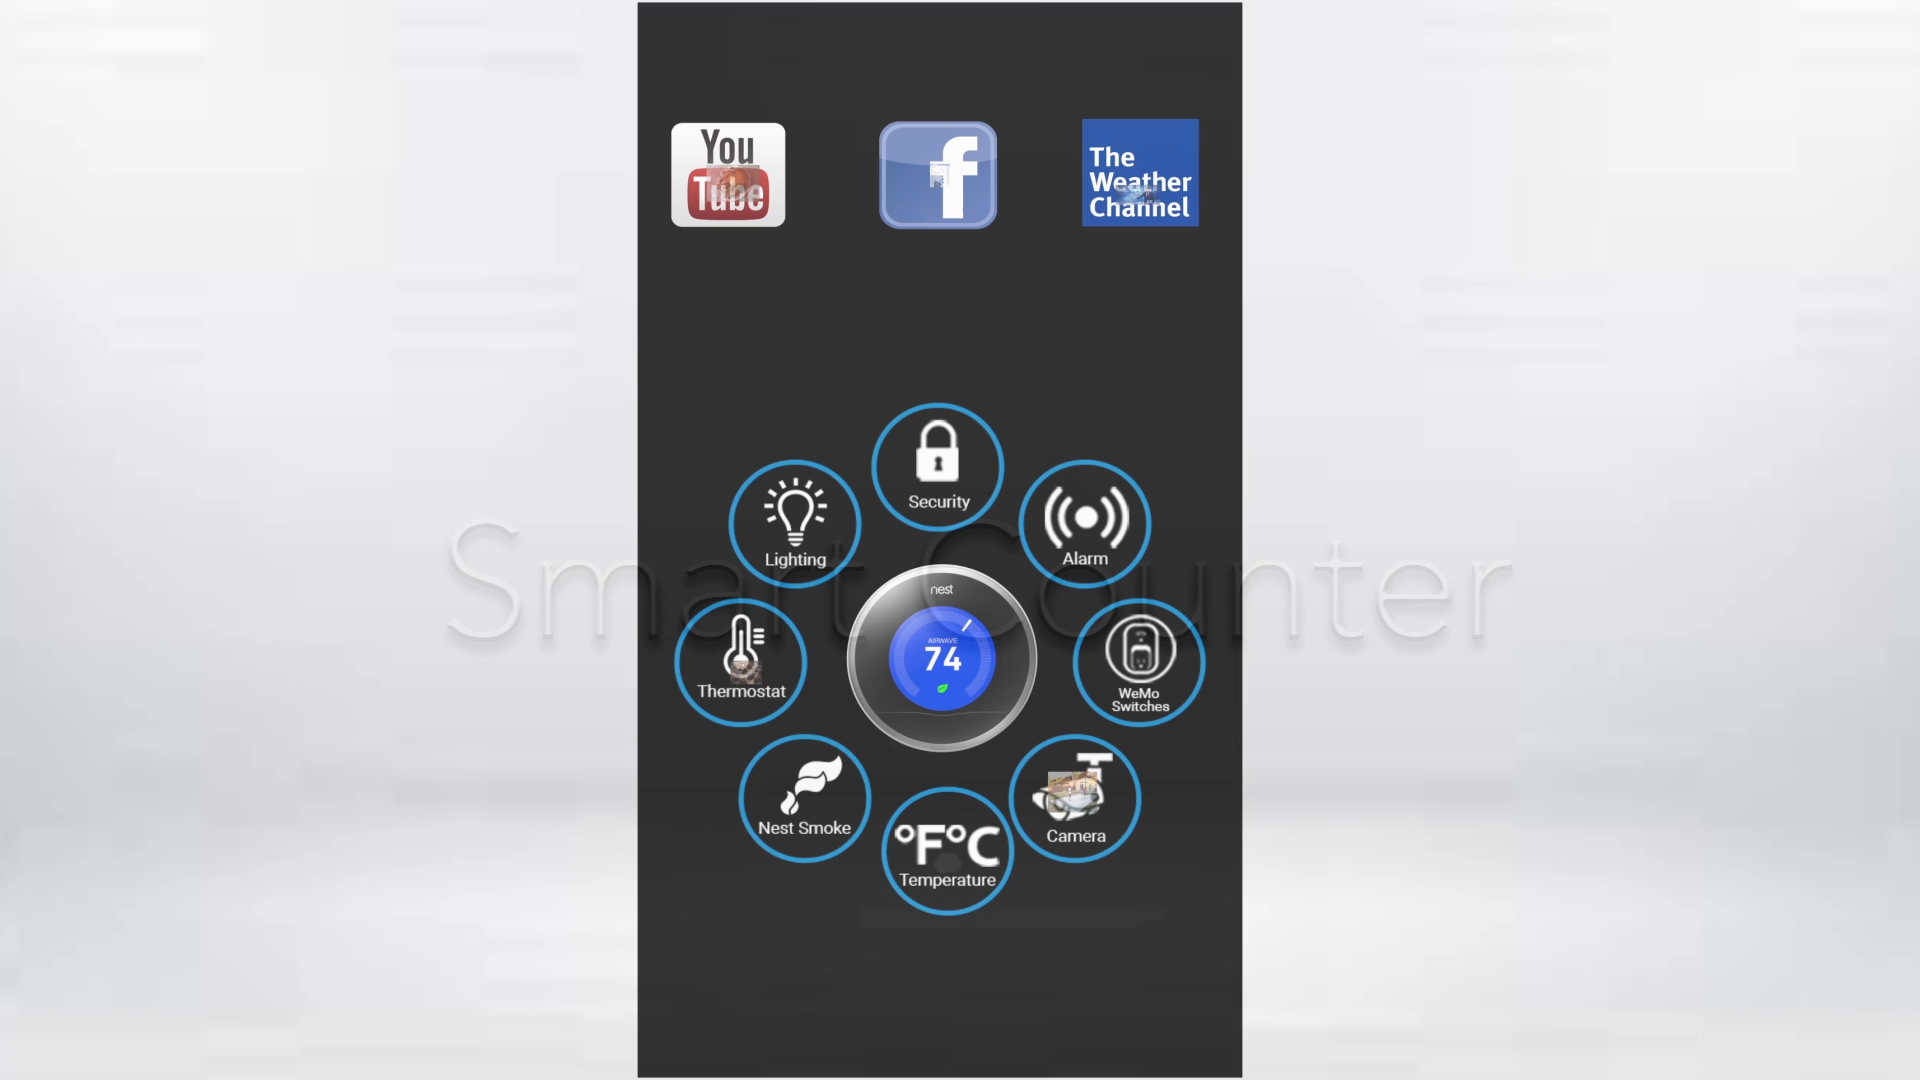 You
Tube
f
The
Weather
Channel
Security
Lighting
Alarm
Smart Counter
nest
AIRWAVE
74
Thermostat
WeMo
Switches
Nest Smoke
Camera
°F°C
Temperature